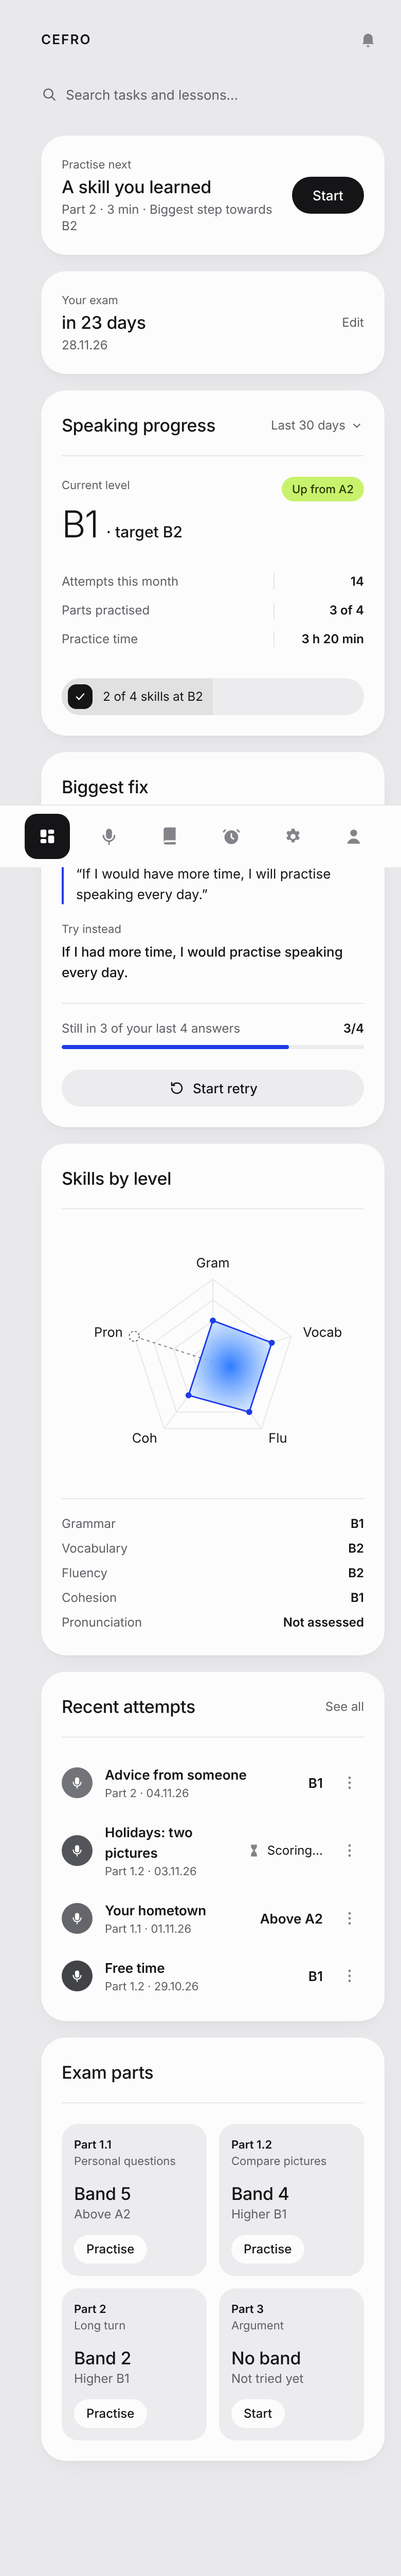 CEFRO
Search tasks and lessons...
Practise next
A skill you learned
Part 2 · 3 min · Biggest step towards
B2
Start
Your exam
in 23 days
28.11.26
Edit
Speaking progress
Last 30 days
Current level
Up from A2
B1 · target B2
Attempts this month 14
Parts practised 3 of 4
Practice time 3 h 20 min
2 of 4 skills at B2
Biggest fix
“If I would have more time, I will practise
speaking every day.”
Try instead
If I had more time, I would practise speaking
every day.
Still in 3 of your last 4 answers 3/4
Start retry
Skills by level
Gram
Pron
Vocab
Coh
Flu
Grammar B1
Vocabulary B2
Fluency B2
Cohesion B1
Pronunciation Not assessed
Recent attempts
See all
Advice from someone
Part 2 · 04.11.26
B1
Holidays: two
pictures
Part 1.2 · 03.11.26
Scoring...
Your hometown
Part 1.1 · 01.11.26
Above A2
Free time
Part 1.2 · 29.10.26
B1
Exam parts
Part 1.1
Personal questions
Band 5
Above A2
Practise
Part 1.2
Compare pictures
Band 4
Higher B1
Practise
Part 2
Long turn
Band 2
Higher B1
Practise
Part 3
Argument
No band
Not tried yet
Start